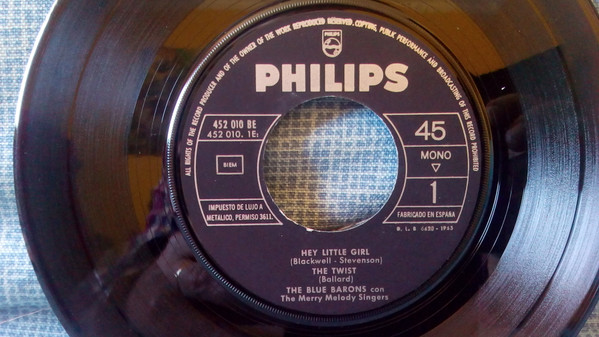 ALL RIGHTS OF THE RECORD PRODUCER AND OF THE OWNER OF THE WORK REPRODUCED RESERVED. COPYING, PUBLIC PERFORMANCE AND BROADCASTING OF THIS RECORD PROHIBITED
PHILIPS
PHILIPS
452 010 BE
452 010. 1E₁
BIEM
IMPUESTO DE LUJO A
METALICO, PERMISO 3611.
45
MONO
1
FABRICADO EN ESPAÑA
HEY LITTLE GIRL
(Blackwell - Stevenson)
THE TWIST
(Ballard)
THE BLUE BARONS con
The Merry Melody Singers